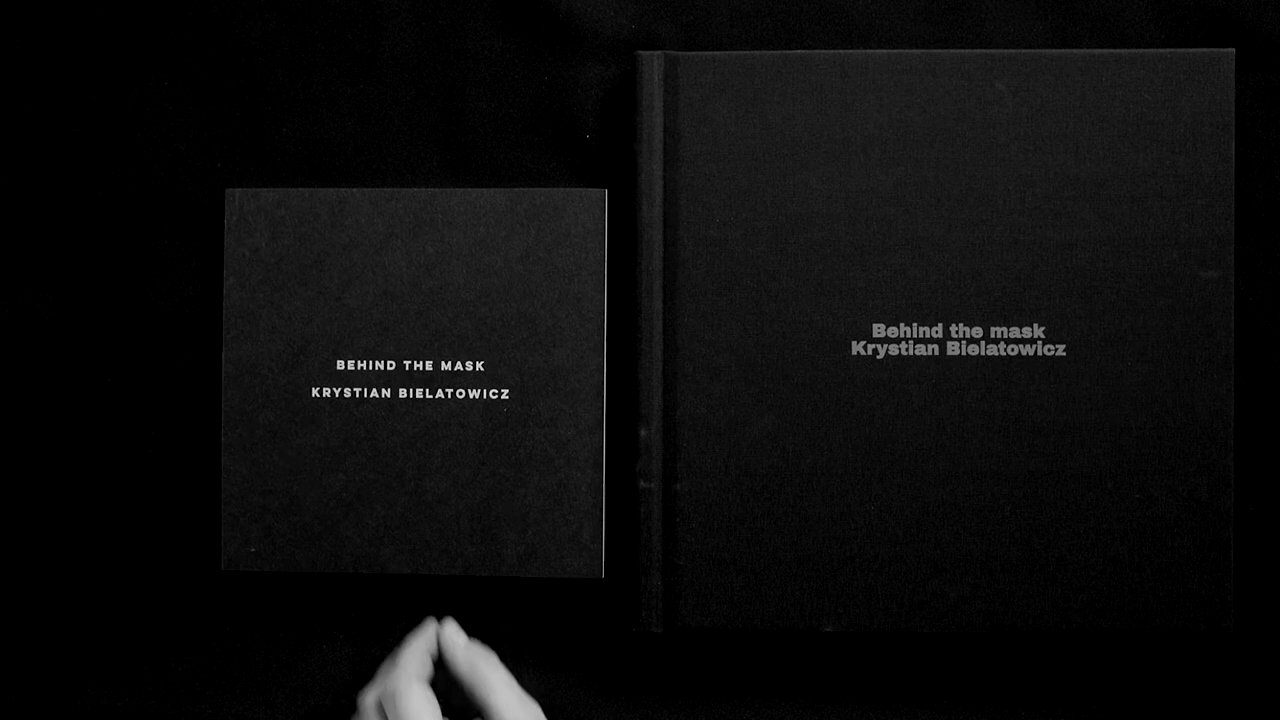 BEHIND THE MASK
KRYSTIAN BIELATOWICZ
Behind the mask
Krystian Bielatowicz